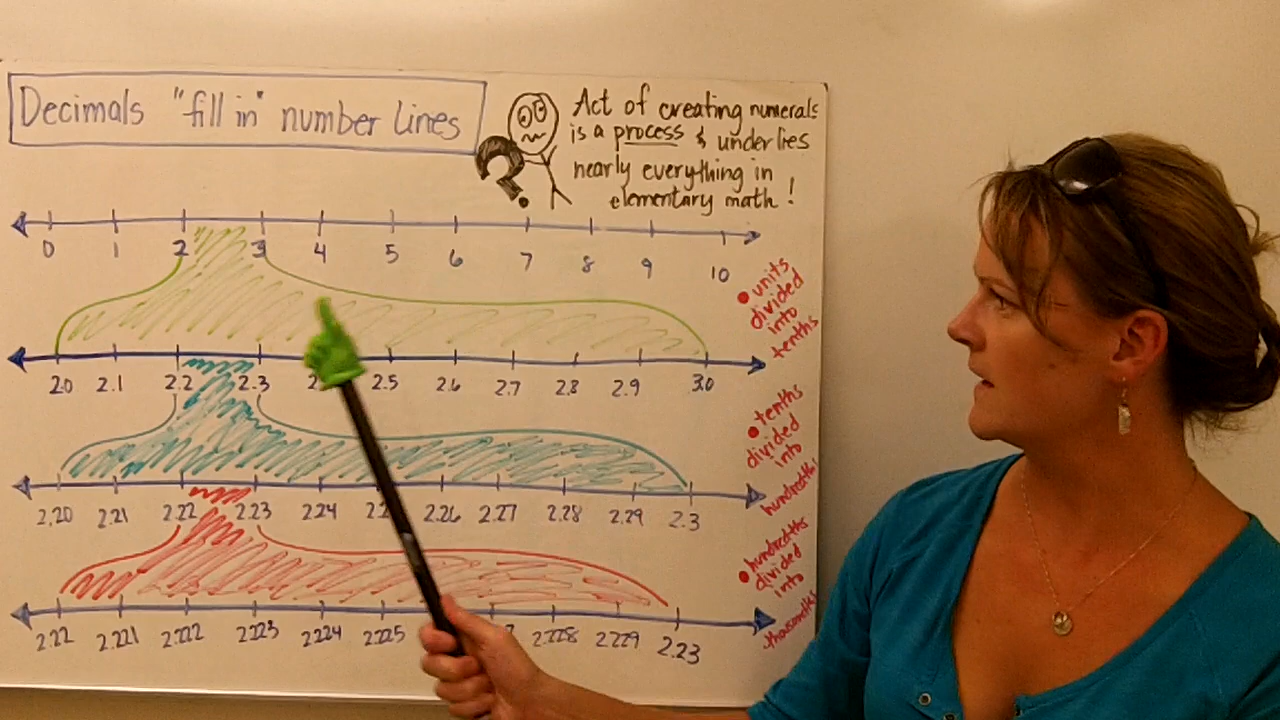 Decimals "fill in" number lines
Act of creating numerals
is a process & underlies
nearly everything in
elementary math!
0 1 2 3 4 5 6 7 8 9 10
• units
divided
into
tenths
2.0 2.1 2.2 2.3 2.5 2.6 2.7 2.8 2.9 3.0
• tenths
divided
into
hundredths
2.20 2.21 2.22 2.23 2.24 2.26 2.27 2.28 2.29 2.3
• hundredths
divided
into
thousandths
2.22 2.221 2.222 2.223 2.224 2.225 2.228 2.229 2.23